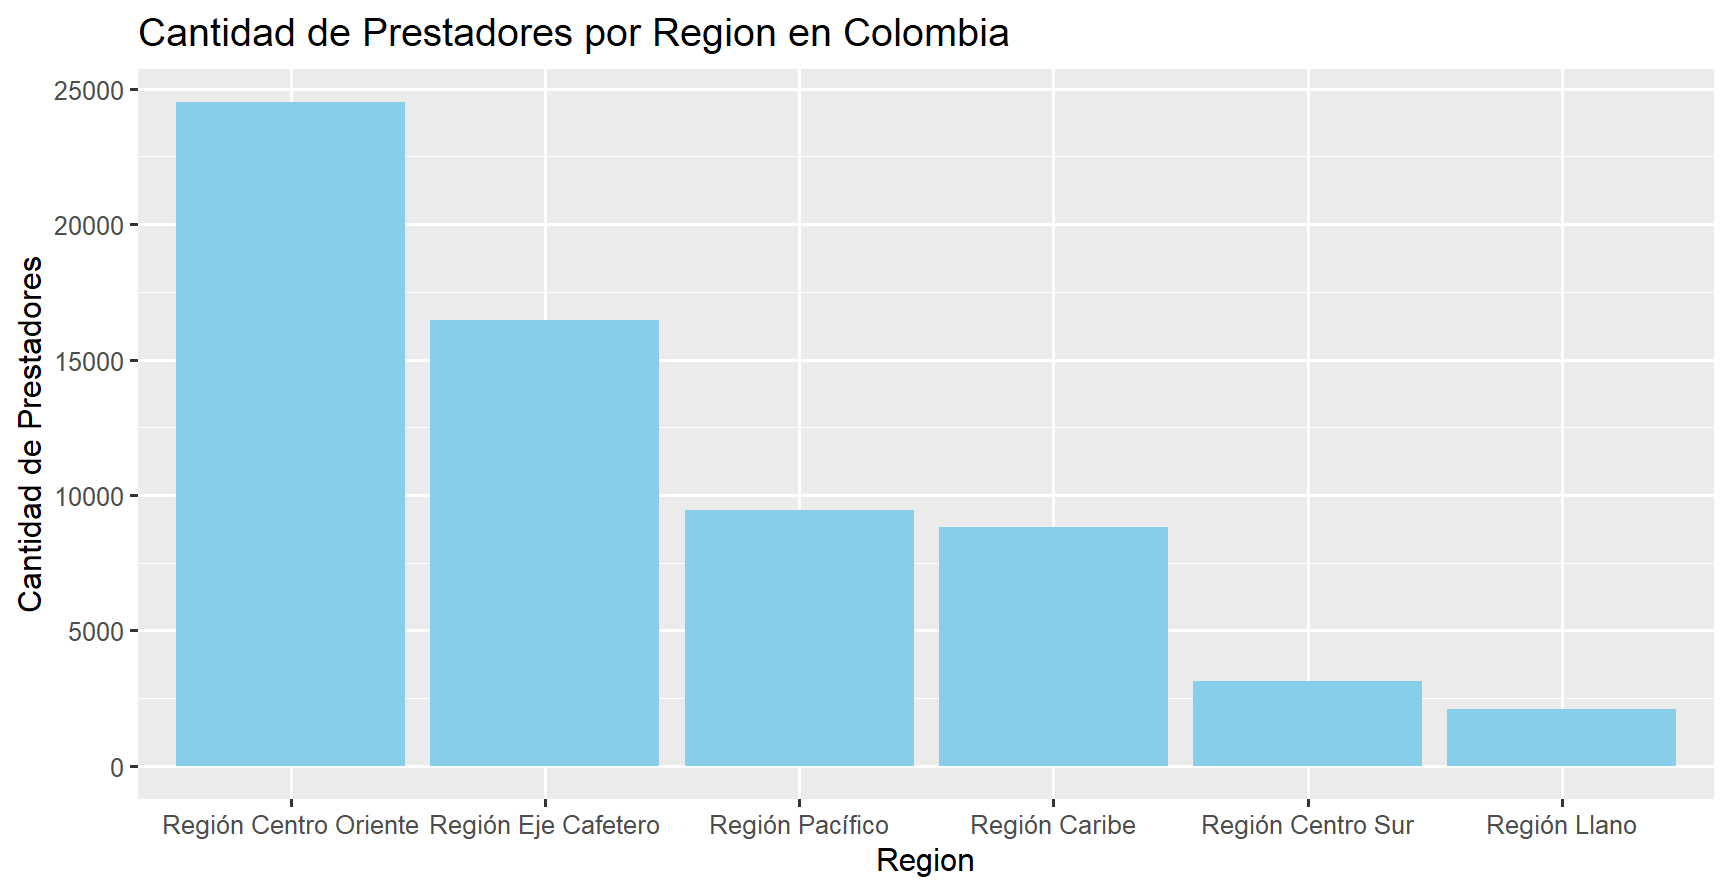 Cantidad de Prestadores por Region en Colombia
Cantidad de Prestadores
25000
20000
15000
10000
5000
0
Región Centro Oriente Región Eje Cafetero Región Pacífico Región Caribe Región Centro Sur Región Llano
Region